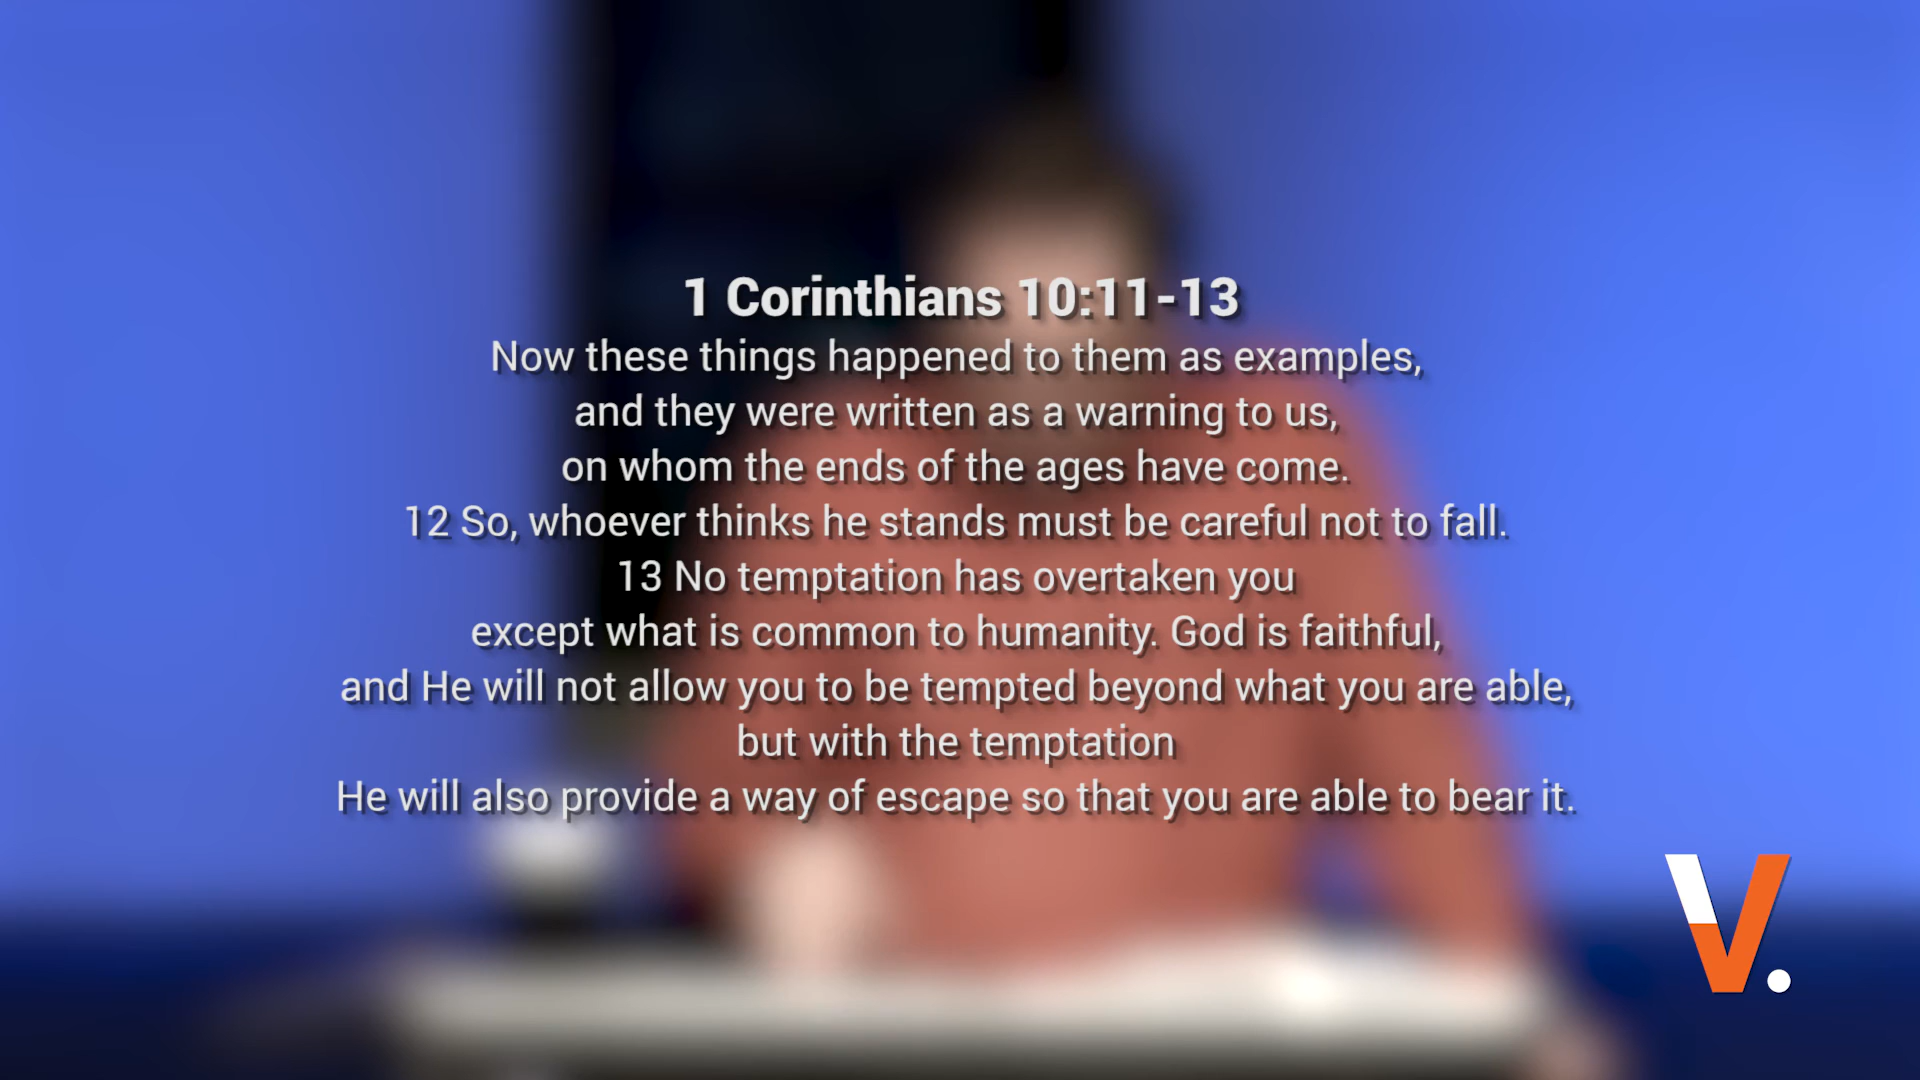 1 Corinthians 10:11-13
Now these things happened to them as examples,
and they were written as a warning to us,
on whom the ends of the ages have come.
12 So, whoever thinks he stands must be careful not to fall.
13 No temptation has overtaken you
except what is common to humanity. God is faithful,
and He will not allow you to be tempted beyond what you are able,
but with the temptation
He will also provide a way of escape so that you are able to bear it.
V.